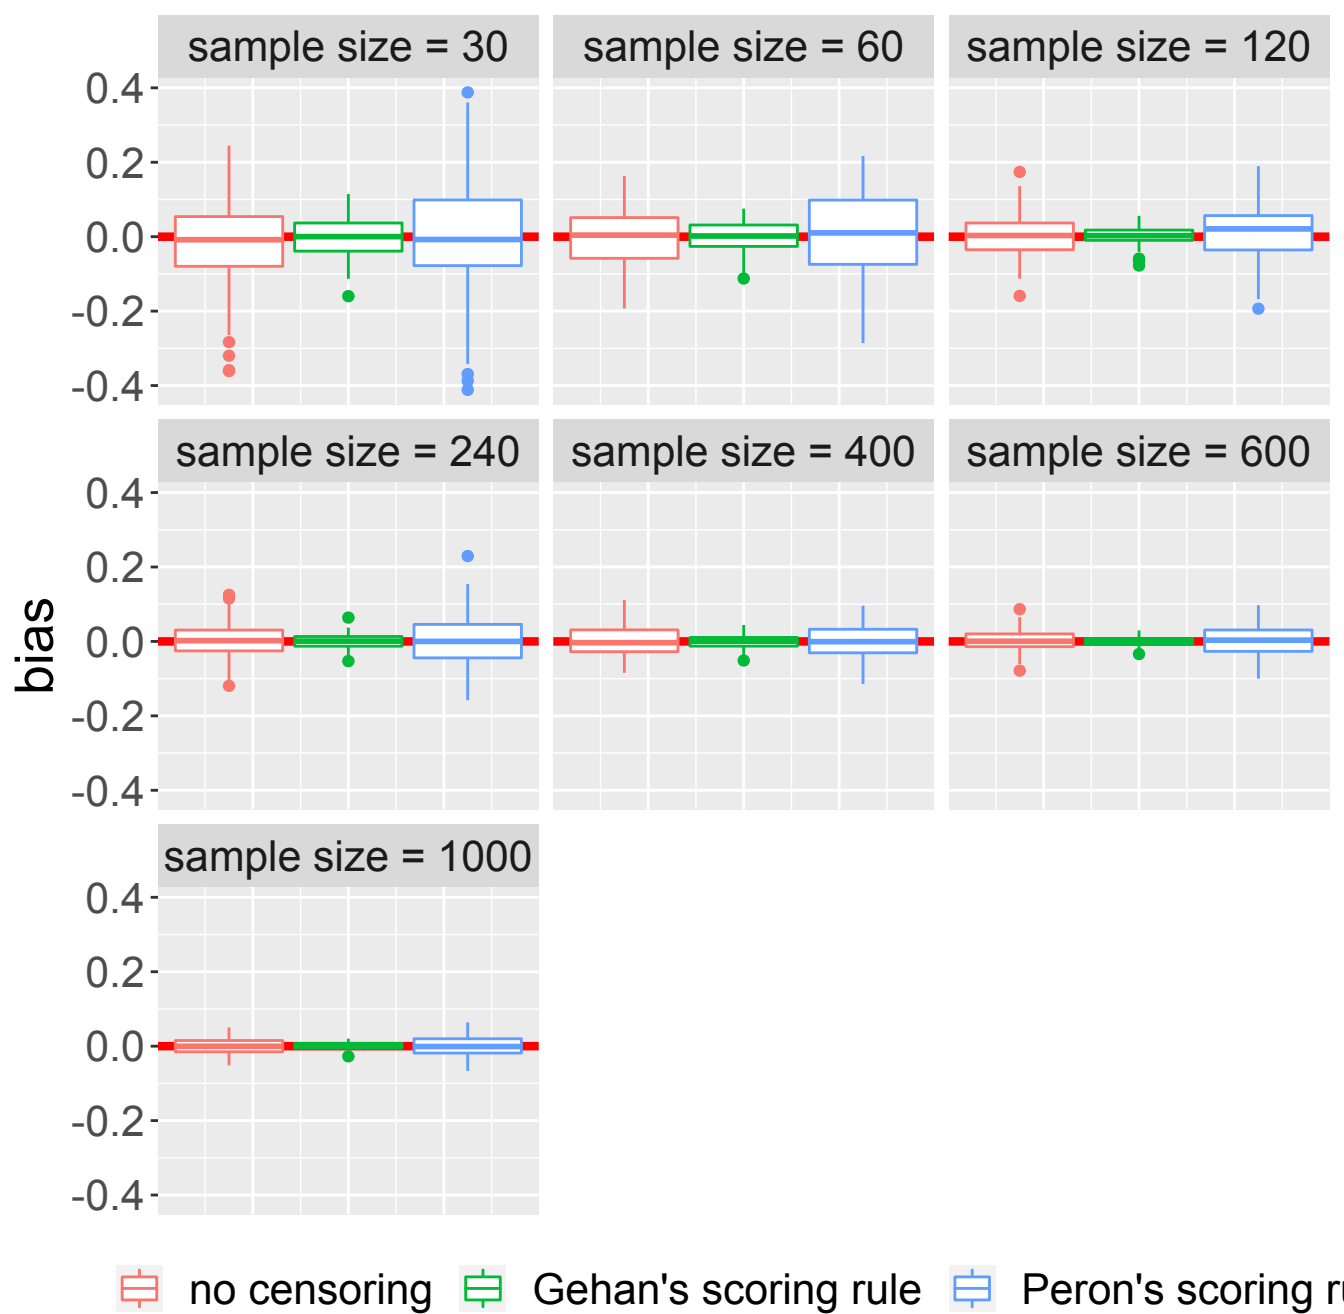 sample size = 30
sample size = 60
sample size = 120
0.4
0.2
0.0
-0.2
-0.4
sample size = 240
sample size = 400
sample size = 600
0.4
0.2
0.0
-0.2
-0.4
bias
sample size = 1000
0.4
0.2
0.0
-0.2
-0.4
no censoring
Gehan's scoring rule
Peron's scoring r